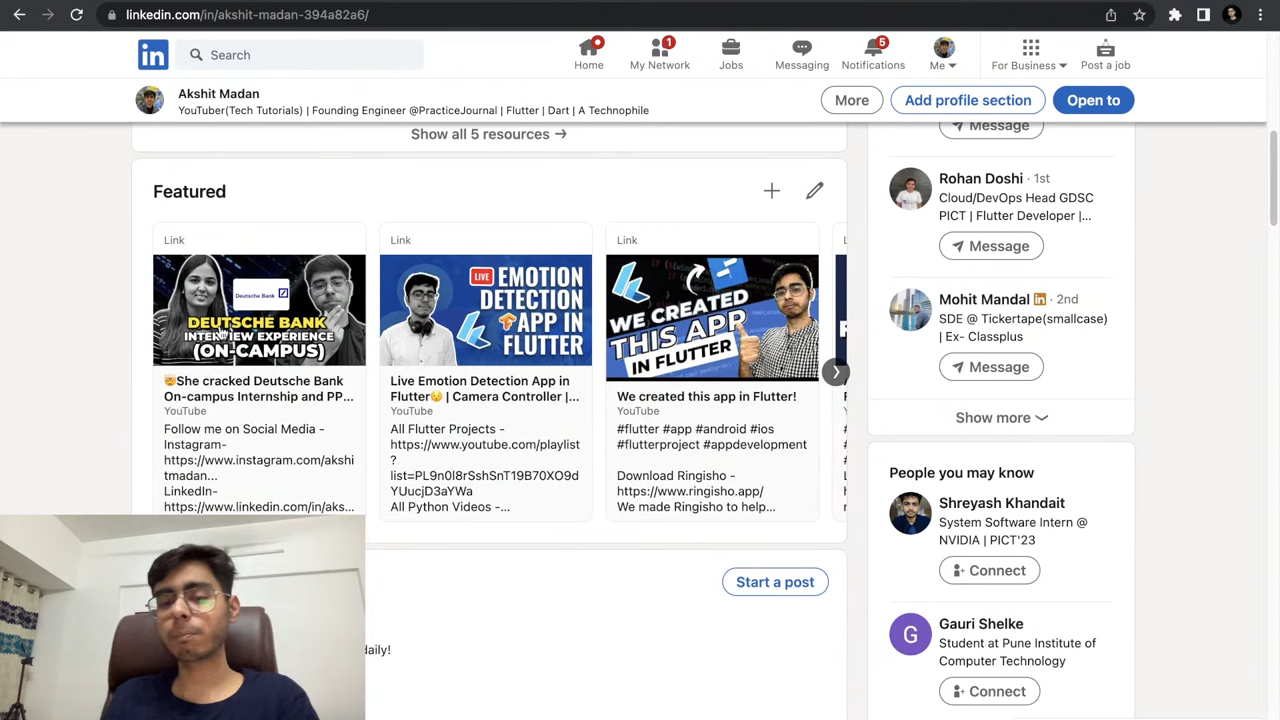 linkedin.com/in/akshit-madan-394a82a6/
in
Search
Home
1
My Network
Jobs
Messaging
5
Notifications
Me
For Business
Post a job
Akshit Madan
YouTuber(Tech Tutorials) | Founding Engineer @PracticeJournal | Flutter | Dart | A Technophile
More
Add profile section
Open to
Show all 5 resources →
Featured
Link
Deutsche Bank
DEUTSCHE BANK
INTERVIEW EXPERIENCE
(ON-CAMPUS)
🤯She cracked Deutsche Bank
On-campus Internship and PP...
YouTube
Follow me on Social Media -
Instagram-
https://www.instagram.com/akshi
tmadan...
LinkedIn-
https://www.linkedin.com/in/aks...
Link
LIVE
EMOTION
DETECTION
APP IN
FLUTTER
Live Emotion Detection App in
Flutter😔 | Camera Controller |...
YouTube
All Flutter Projects -
https://www.youtube.com/playlist
?
list=PL9n0l8rSshSnT19B70XO9d
YUucjD3aYWa
All Python Videos -...
Link
WE CREATED
THIS APP
IN FLUTTER
We created this app in Flutter!
YouTube
#flutter #app #android #ios
#flutterproject #appdevelopment
Download Ringisho -
https://www.ringisho.app/
We made Ringisho to help...
Start a post
daily!
Message
Rohan Doshi · 1st
Cloud/DevOps Head GDSC
PICT | Flutter Developer |...
Message
Mohit Mandal in · 2nd
SDE @ Tickertape(smallcase)
| Ex- Classplus
Message
Show more
People you may know
Shreyash Khandait
System Software Intern @
NVIDIA | PICT'23
Connect
G
Gauri Shelke
Student at Pune Institute of
Computer Technology
Connect